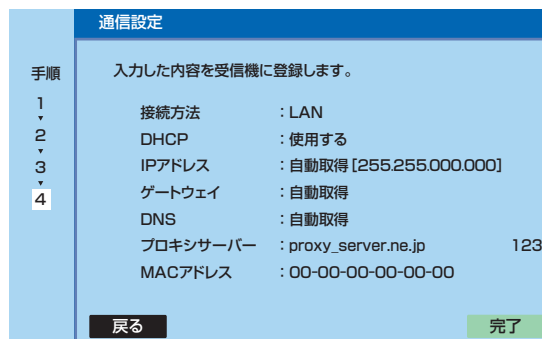 通信設定
手順
1
2
3
4
入力した内容を受信機に登録します。
接続方法 : LAN
DHCP : 使用する
IPアドレス : 自動取得 [255.255.000.000]
ゲートウェイ : 自動取得
DNS : 自動取得
プロキシサーバー : proxy_server.ne.jp 123
MACアドレス : 00-00-00-00-00-00
戻る
完了